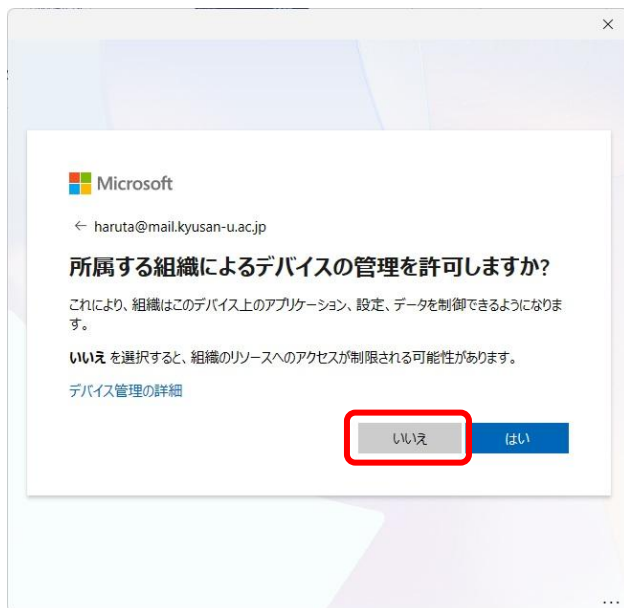 Microsoft
← haruta@mail.kyusan-u.ac.jp
所属する組織によるデバイスの管理を許可しますか?
これにより、組織はこのデバイス上のアプリケーション、設定、データを制御できるようになりま
す。
いいえ を選択すると、組織のリソースへのアクセスが制限される可能性があります。
デバイス管理の詳細
いいえ はい